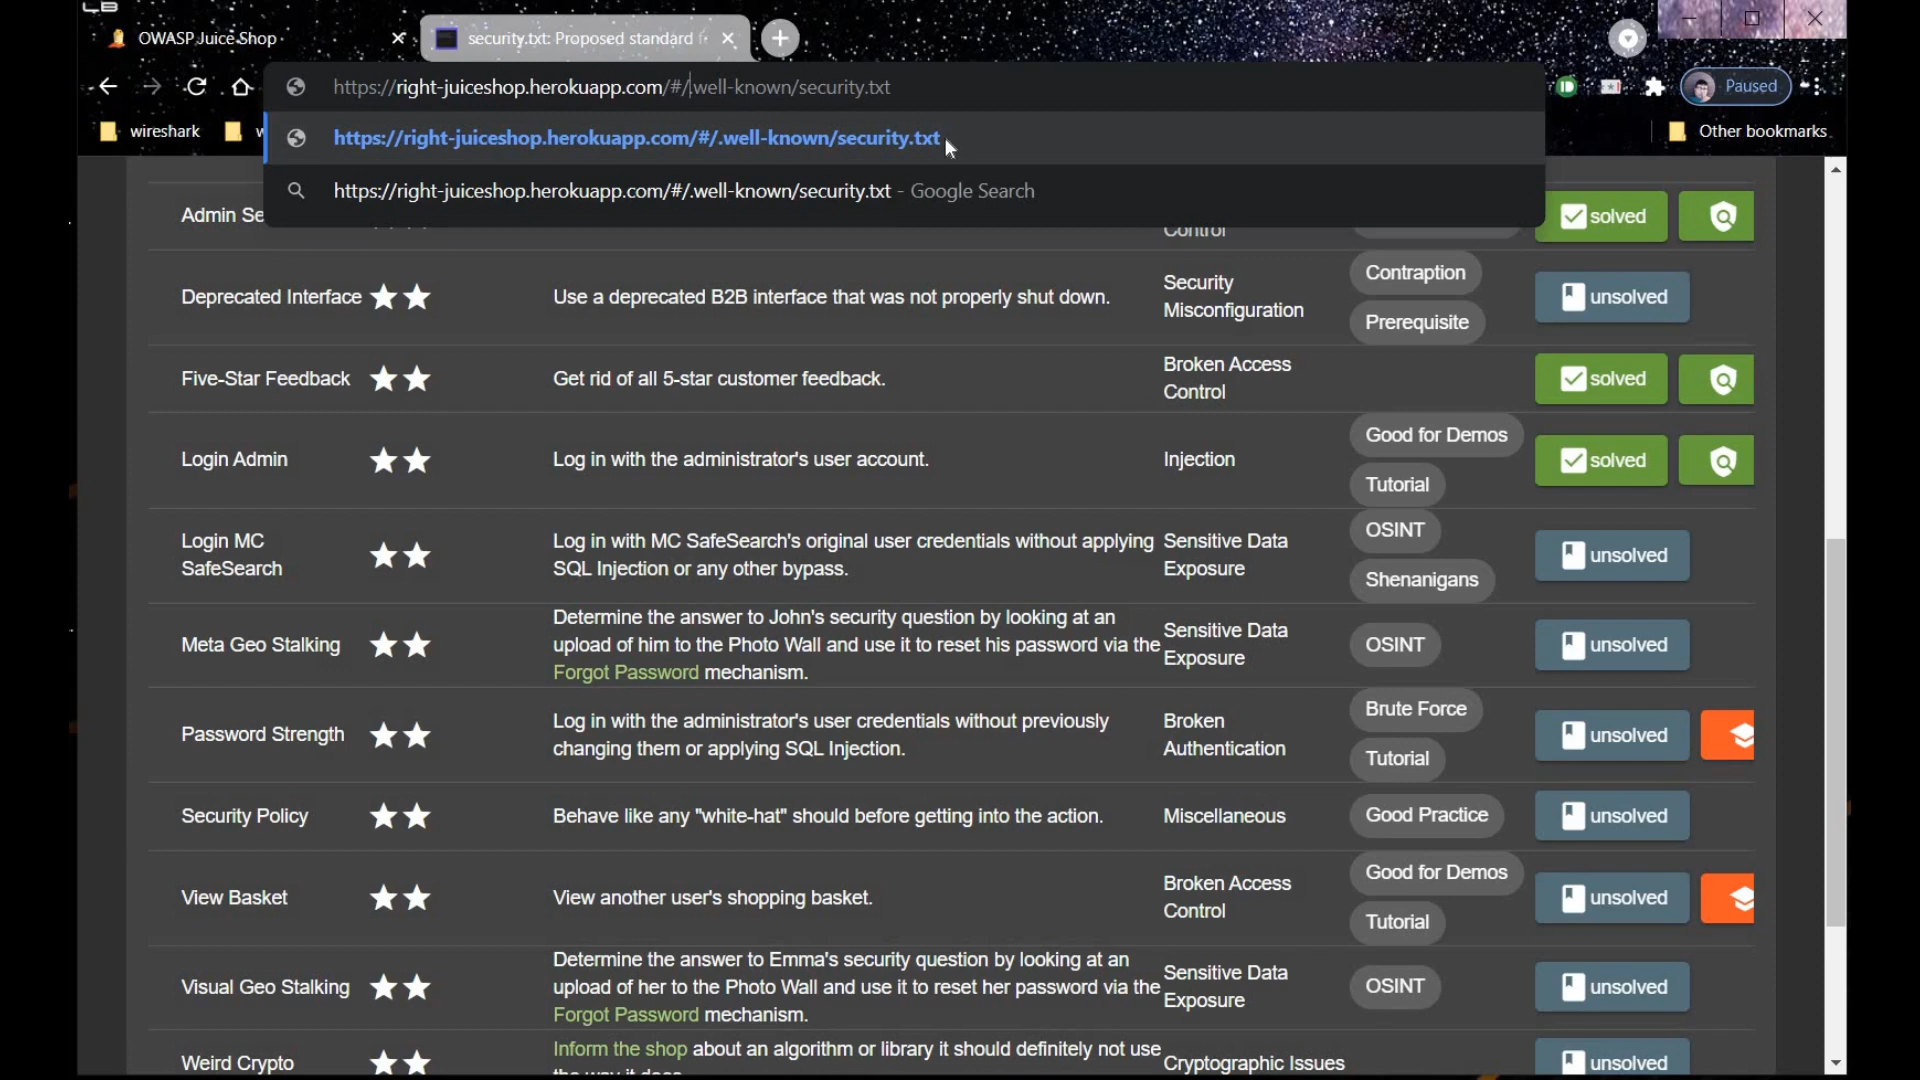 OWASP Juice Shop
security.txt: Proposed standard
https://right-juiceshop.herokuapp.com/#/.well-known/security.txt
Paused
https://right-juiceshop.herokuapp.com/#/.well-known/security.txt
wireshark
Other bookmarks
https://right-juiceshop.herokuapp.com/#/.well-known/security.txt - Google Search
Admin Se
Control
solved
Deprecated Interface
Use a deprecated B2B interface that was not properly shut down.
Security
Misconfiguration
Contraption
Prerequisite
unsolved
Five-Star Feedback
Get rid of all 5-star customer feedback.
Broken Access
Control
solved
Login Admin
Log in with the administrator's user account.
Injection
Good for Demos
Tutorial
solved
Login MC
SafeSearch
Log in with MC SafeSearch's original user credentials without applying
SQL Injection or any other bypass.
Sensitive Data
Exposure
OSINT
Shenanigans
unsolved
Meta Geo Stalking
Determine the answer to John's security question by looking at an
upload of him to the Photo Wall and use it to reset his password via the
Forgot Password mechanism.
Sensitive Data
Exposure
OSINT
unsolved
Password Strength
Log in with the administrator's user credentials without previously
changing them or applying SQL Injection.
Broken
Authentication
Brute Force
Tutorial
unsolved
Security Policy
Behave like any "white-hat" should before getting into the action.
Miscellaneous
Good Practice
unsolved
View Basket
View another user's shopping basket.
Broken Access
Control
Good for Demos
Tutorial
unsolved
Visual Geo Stalking
Determine the answer to Emma's security question by looking at an
upload of her to the Photo Wall and use it to reset her password via the
Forgot Password mechanism.
Sensitive Data
Exposure
OSINT
unsolved
Weird Crypto
Inform the shop about an algorithm or library it should definitely not use
the way it does.
Cryptographic Issues
unsolved